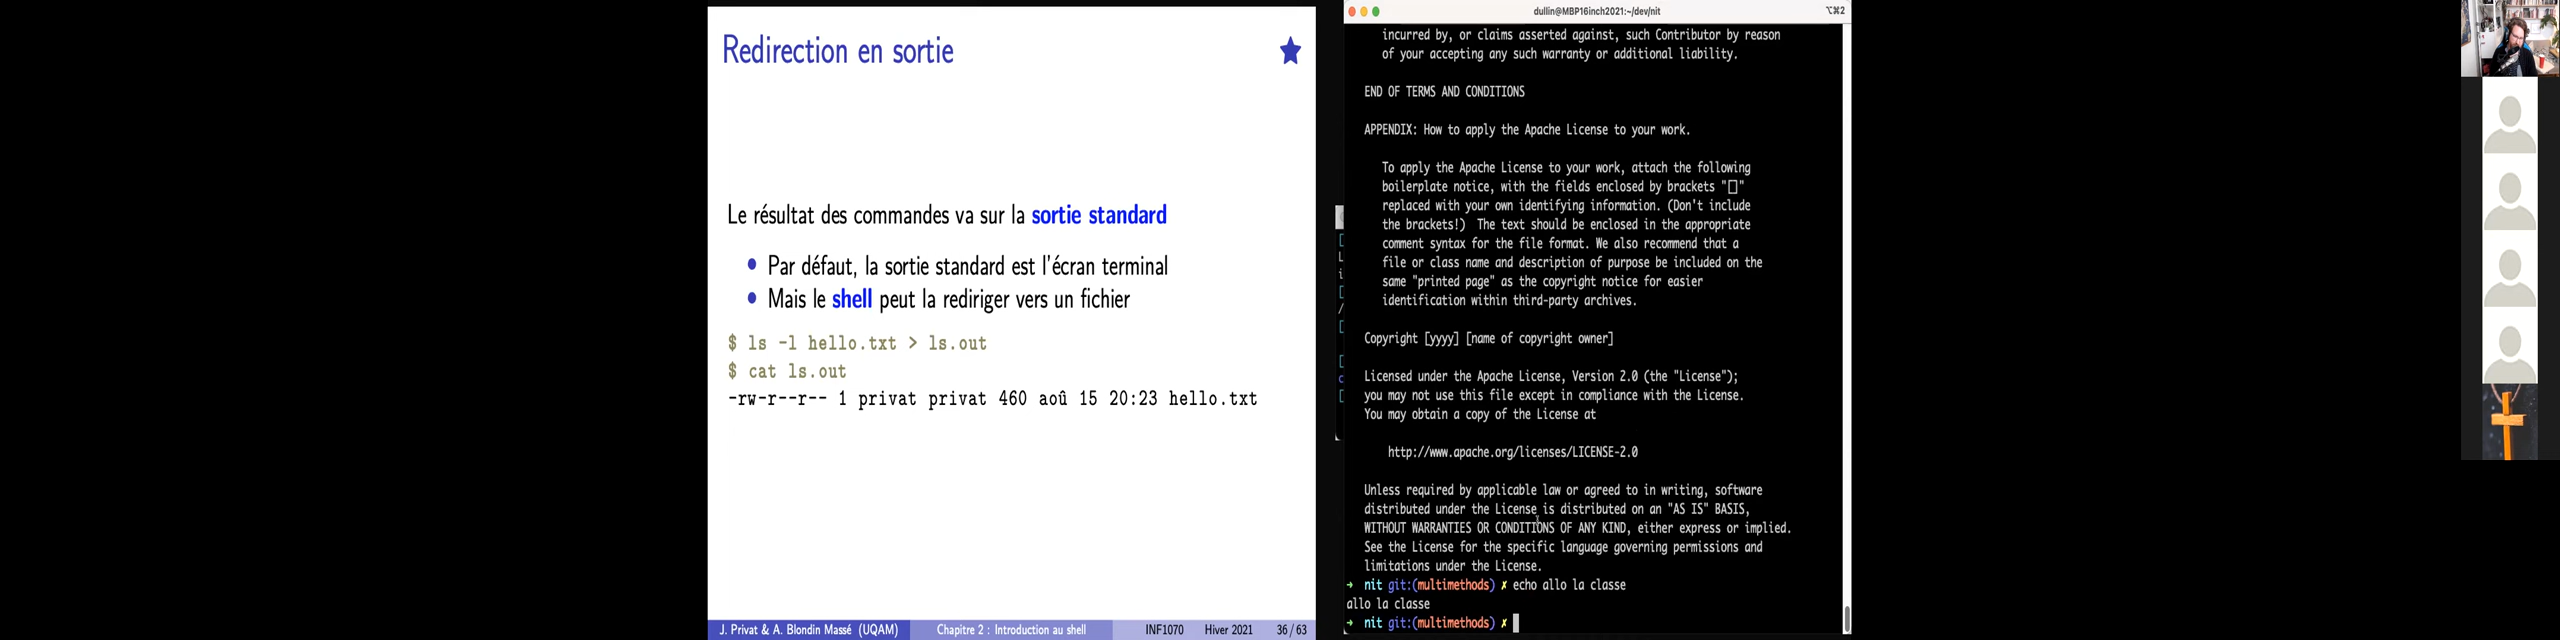 Redirection en sortie
Le résultat des commandes va sur la sortie standard
• Par défaut, la sortie standard est l'écran terminal
• Mais le shell peut la rediriger vers un fichier
$ ls -l hello.txt > ls.out
$ cat ls.out
-rw-r--r-- 1 privat privat 460 aoû 15 20:23 hello.txt
J. Privat & A. Blondin Massé (UQAM) Chapitre 2 : Introduction au shell INF1070 Hiver 2021 36 / 63
dullin@MBP16inch2021:~/dev/nit ⌥⌘2
incurred by, or claims asserted against, such Contributor by reason
of your accepting any such warranty or additional liability.
END OF TERMS AND CONDITIONS
APPENDIX: How to apply the Apache License to your work.
To apply the Apache License to your work, attach the following
boilerplate notice, with the fields enclosed by brackets "[]"
replaced with your own identifying information. (Don't include
the brackets!) The text should be enclosed in the appropriate
comment syntax for the file format. We also recommend that a
file or class name and description of purpose be included on the
same "printed page" as the copyright notice for easier
identification within third-party archives.
Copyright [yyyy] [name of copyright owner]
Licensed under the Apache License, Version 2.0 (the "License");
you may not use this file except in compliance with the License.
You may obtain a copy of the License at
http://www.apache.org/licenses/LICENSE-2.0
Unless required by applicable law or agreed to in writing, software
distributed under the License is distributed on an "AS IS" BASIS,
WITHOUT WARRANTIES OR CONDITIONS OF ANY KIND, either express or implied.
See the License for the specific language governing permissions and
limitations under the License.
→ nit git:(multimethods) ✗ echo allo la classe
allo la classe
→ nit git:(multimethods) ✗